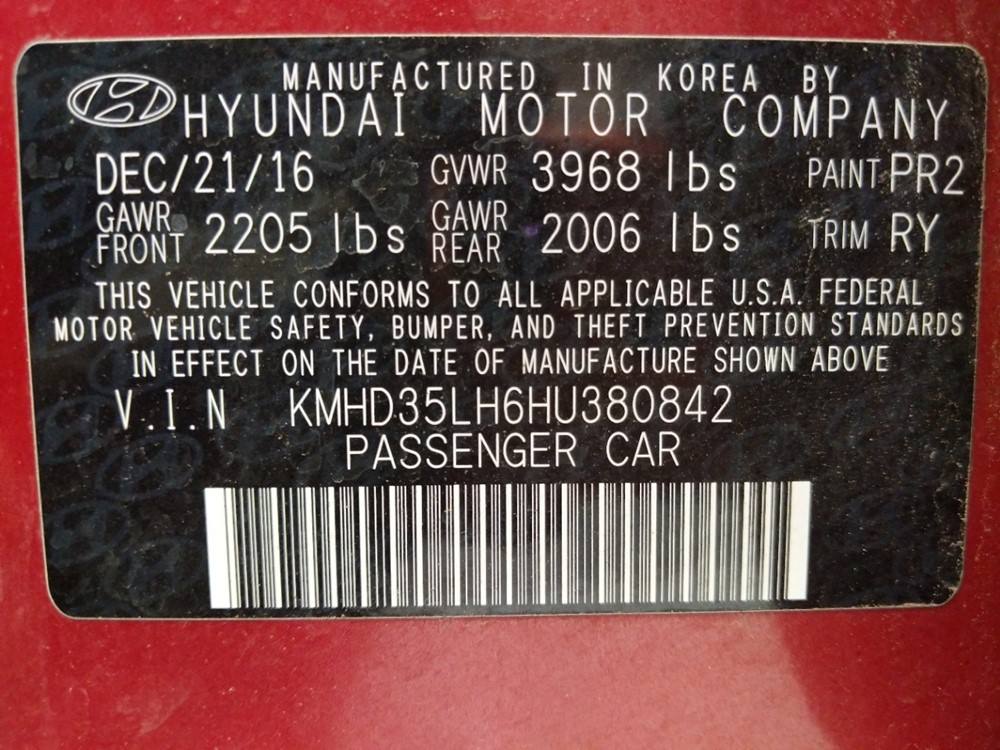 MANUFACTURED IN KOREA BY
HYUNDAI MOTOR COMPANY
DEC/21/16 GVWR 3968 lbs PAINT PR2
GAWR FRONT 2205 lbs GAWR REAR 2006 lbs TRIM RY
THIS VEHICLE CONFORMS TO ALL APPLICABLE U.S.A. FEDERAL
MOTOR VEHICLE SAFETY, BUMPER, AND THEFT PREVENTION STANDARDS
IN EFFECT ON THE DATE OF MANUFACTURE SHOWN ABOVE
V.I.N KMHD35LH6HU380842
PASSENGER CAR